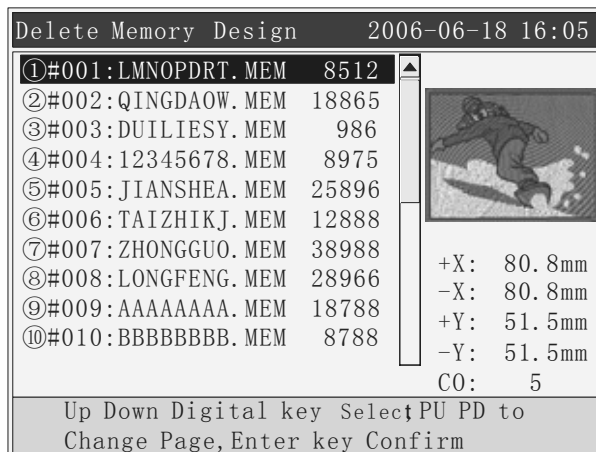 Delete Memory Design 2006-06-18 16:05
①#001:LMNOPDRT.MEM 8512
②#002:QINGDAOW.MEM 18865
③#003:DUILIESY.MEM 986
④#004:12345678.MEM 8975
⑤#005:JIANSHEA.MEM 25896
⑥#006:TAIZHIKJ.MEM 12888
⑦#007:ZHONGGUO.MEM 38988
⑧#008:LONGFENG.MEM 28966
⑨#009:AAAAAAAA.MEM 18788
⑩#010:BBBBBBBB.MEM 8788
+X: 80.8mm
-X: 80.8mm
+Y: 51.5mm
-Y: 51.5mm
CO: 5
Up Down Digital key Select;PU PD to
Change Page,Enter key Confirm